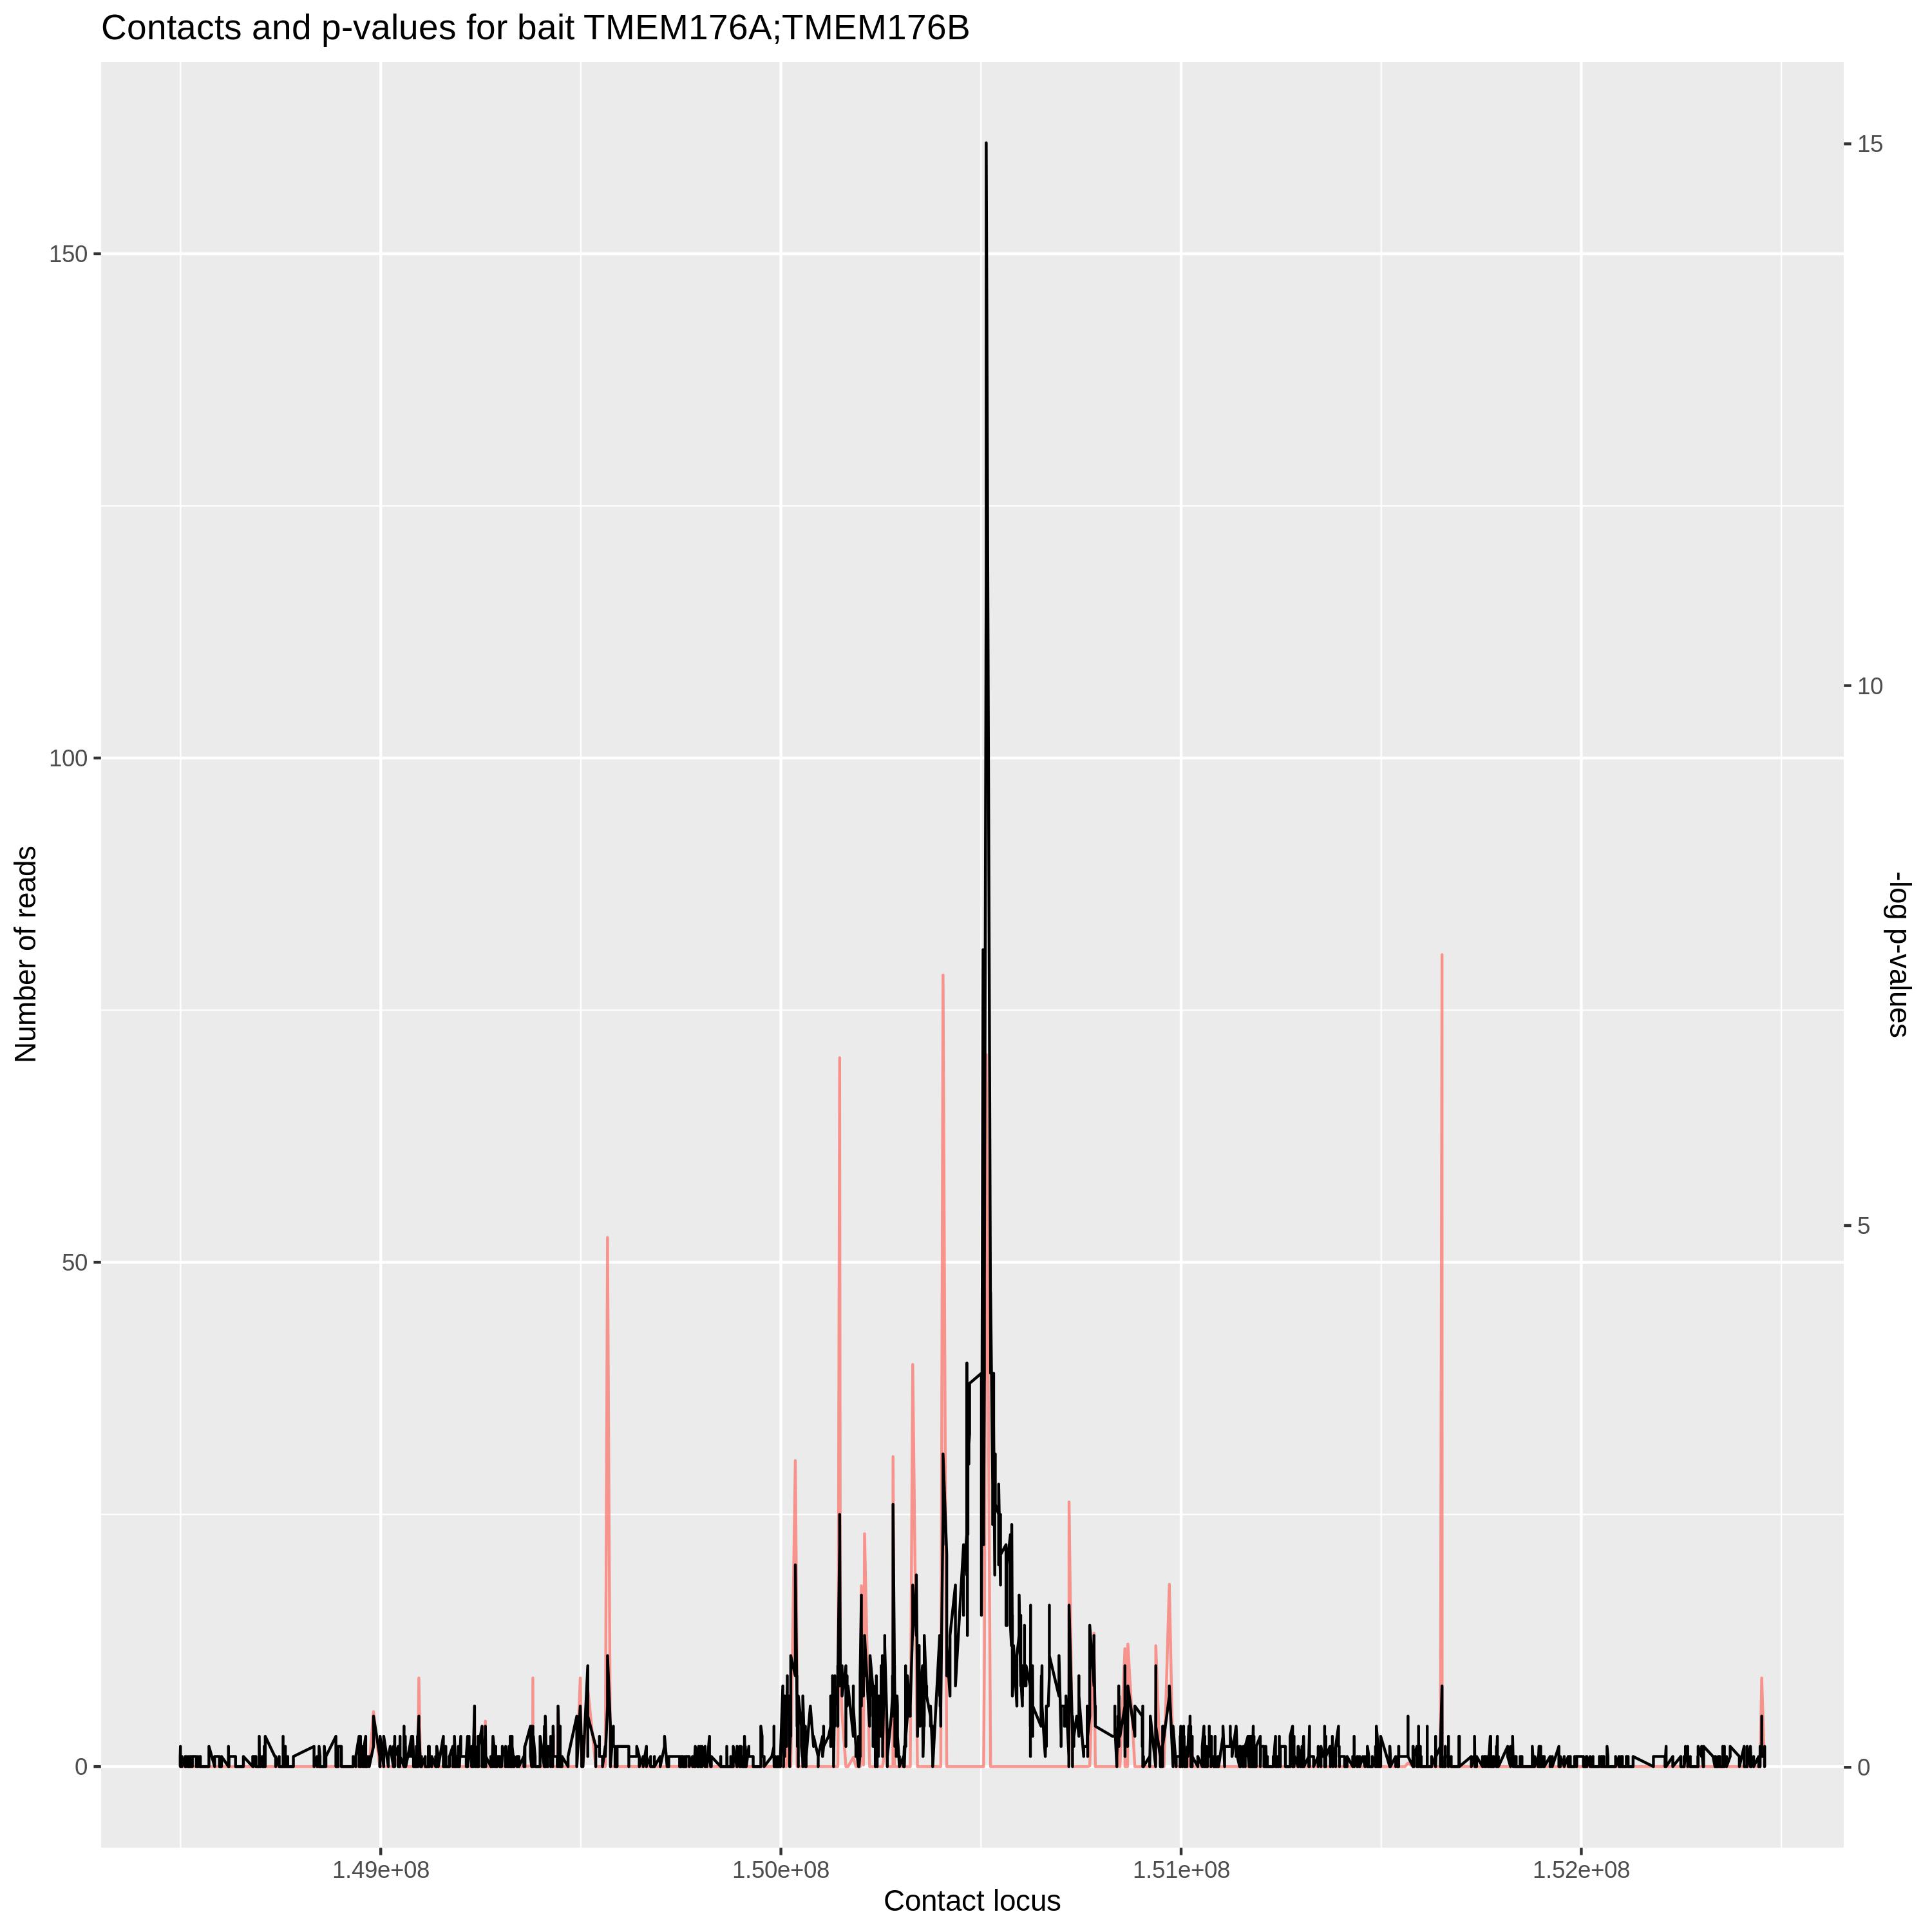 Contacts and p-values for bait TMEM176A;TMEM176B
150
100
50
0
Number of reads
15
10
5
0
-log p-values
1.49e+08
1.50e+08
1.51e+08
1.52e+08
Contact locus